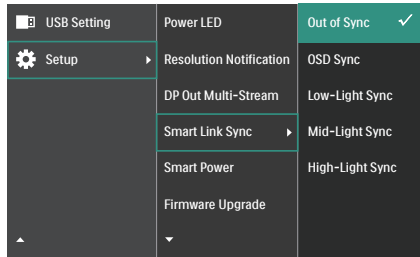 USB Setting
Setup
Power LED
Resolution Notification
DP Out Multi-Stream
Smart Link Sync
Smart Power
Firmware Upgrade
Out of Sync
OSD Sync
Low-Light Sync
Mid-Light Sync
High-Light Sync